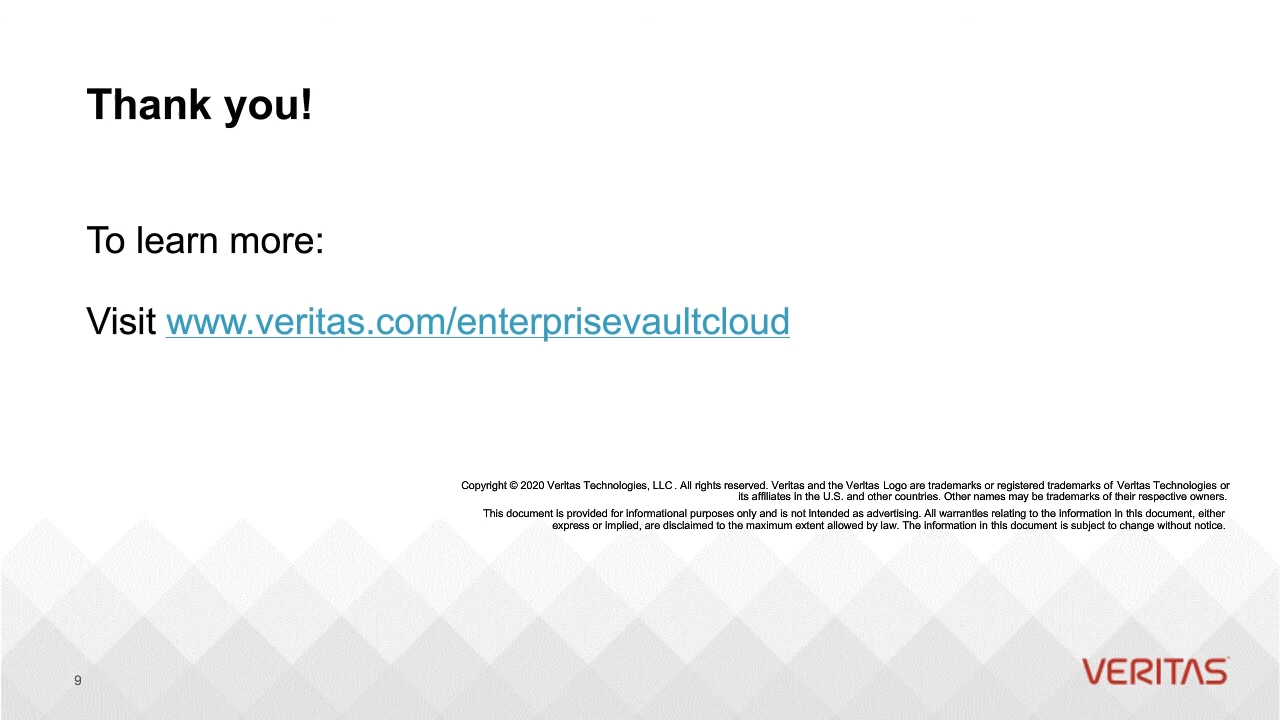 Thank you!
To learn more:
Visit www.veritas.com/enterprisevaultcloud
Copyright © 2020 Veritas Technologies, LLC. All rights reserved. Veritas and the Veritas Logo are trademarks or registered trademarks of Veritas Technologies or
its affiliates in the U.S. and other countries. Other names may be trademarks of their respective owners.
This document is provided for informational purposes only and is not intended as advertising. All warranties relating to the information in this document, either
express or implied, are disclaimed to the maximum extent allowed by law. The information in this document is subject to change without notice.
9
VERITAS